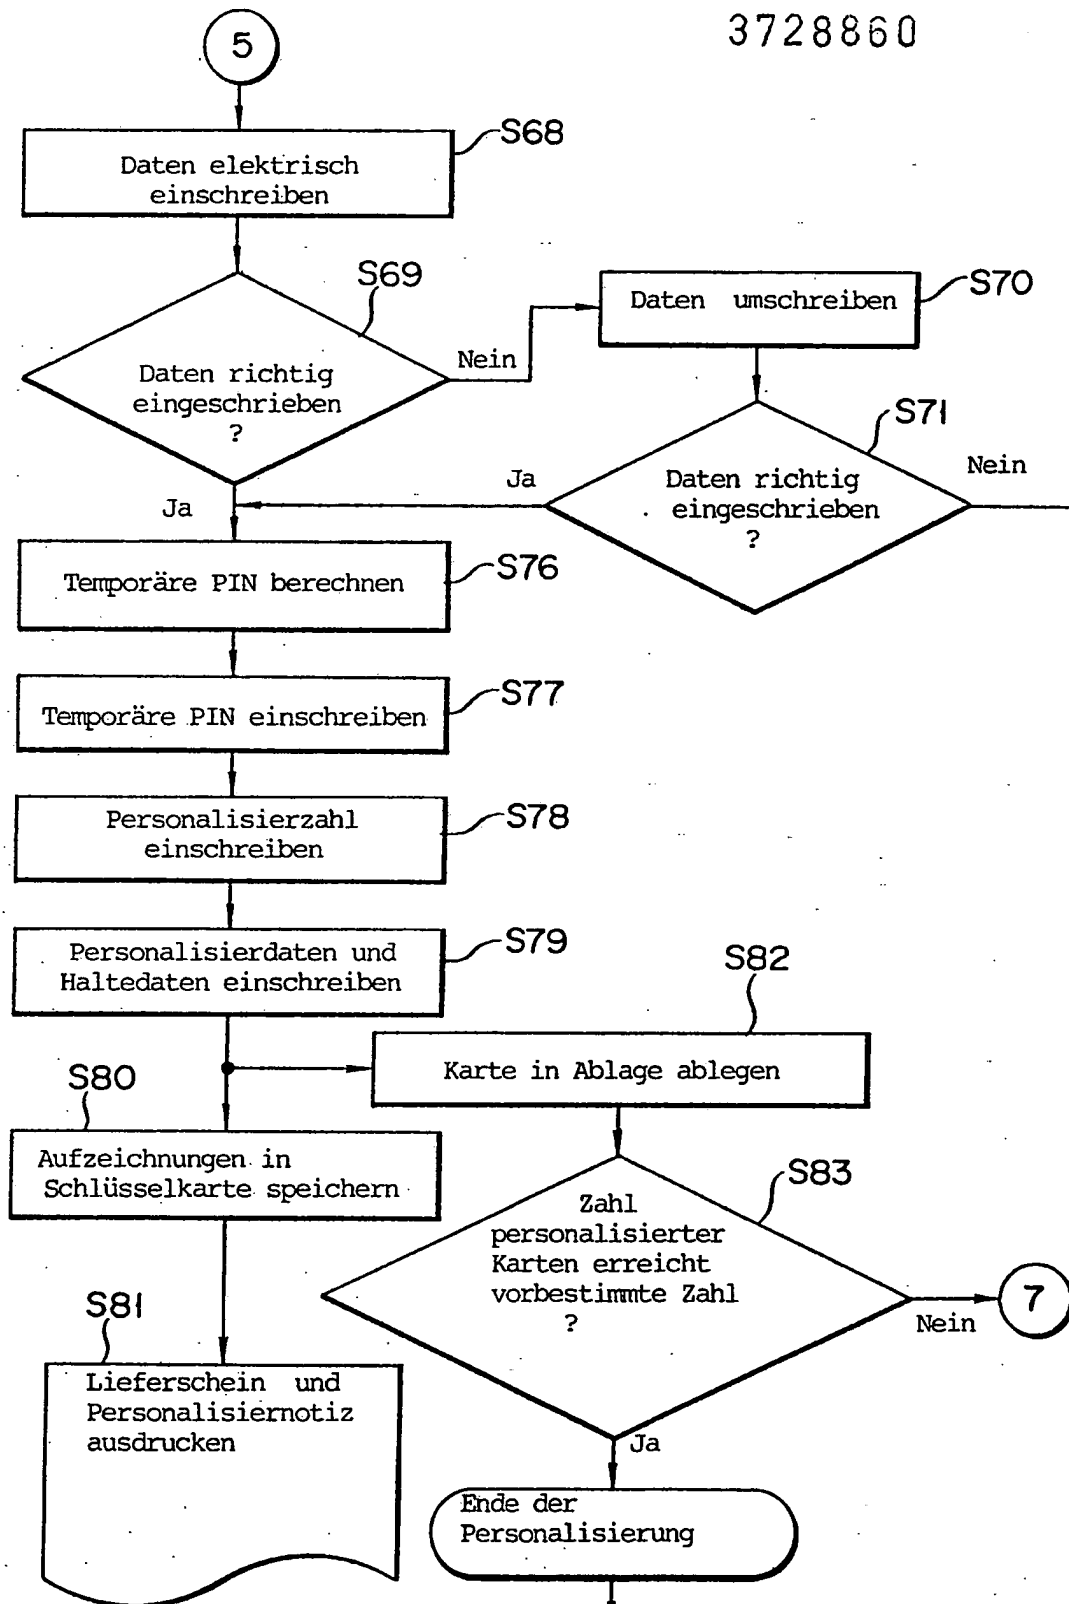 3728860
5
S68
Daten elektrisch
einschreiben
S69
Daten richtig
eingeschrieben
?
Nein
Ja
S70
Daten umschreiben
S71
Daten richtig
eingeschrieben
?
Ja
Nein
S76
Temporäre PIN berechnen
S77
Temporäre PIN einschreiben
S78
Personalisierzahl
einschreiben
S79
Personalisierdaten und
Haltedaten einschreiben
S80
Aufzeichnungen in
Schlüsselkarte speichern
S81
Lieferschein und
Personalisiernotiz
ausdrucken
S82
Karte in Ablage ablegen
S83
Zahl
personalisierter
Karten erreicht
vorbestimmte Zahl
?
Nein
7
Ja
Ende der
Personalisierung